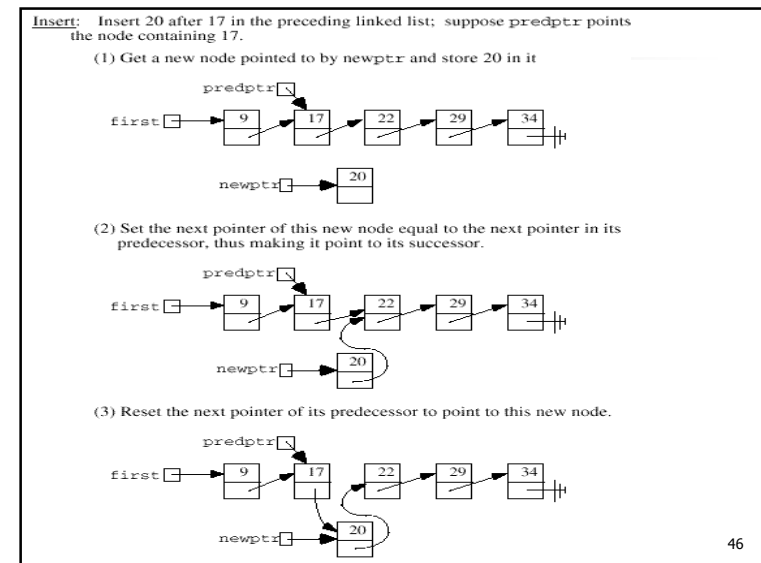 Insert:   Insert 20 after 17 in the preceding linked list;  suppose predptr points
the node containing 17.
(1) Get a new node pointed to by newptr and store 20 in it
predptr
first 9 17 22 29 34
newptr 20
(2) Set the next pointer of this new node equal to the next pointer in its
predecessor, thus making it point to its successor.
predptr
first 9 17 22 29 34
newptr 20
(3) Reset the next pointer of its predecessor to point to this new node.
predptr
first 9 17 22 29 34
newptr 20
46